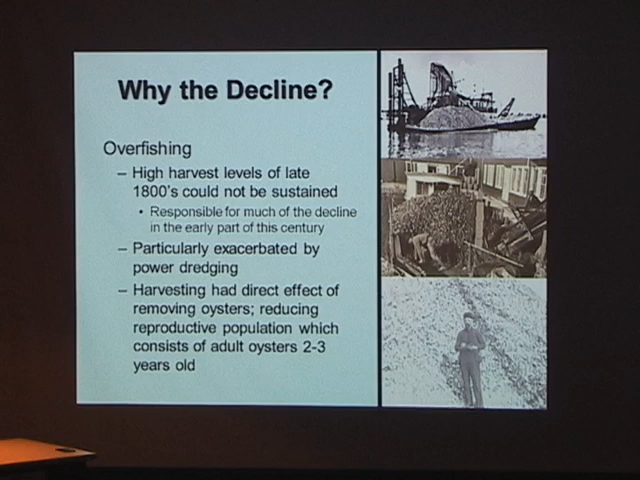 Why the Decline?
Overfishing
– High harvest levels of late
1800's could not be sustained
• Responsible for much of the decline
in the early part of this century
– Particularly exacerbated by
power dredging
– Harvesting had direct effect of
removing oysters; reducing
reproductive population which
consists of adult oysters 2-3
years old